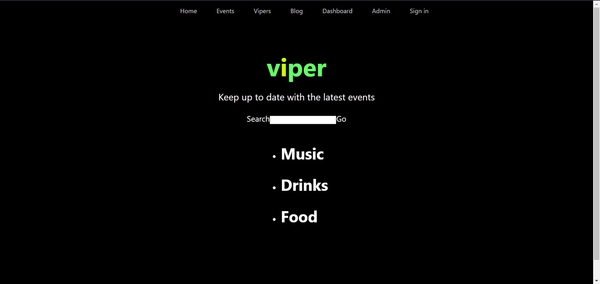 Home Events Vipers Blog Dashboard Admin Sign in
viper
Keep up to date with the latest events
Search Go
• Music
• Drinks
• Food